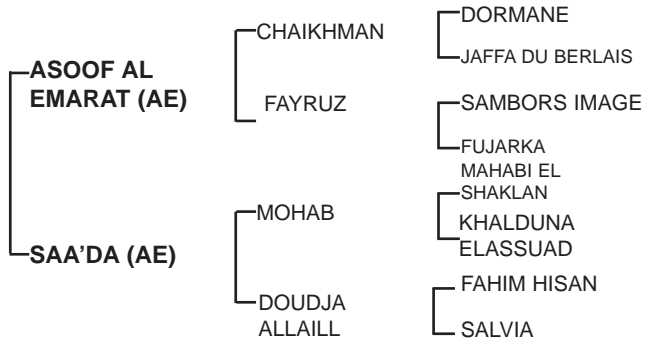 ASOOF AL
EMARAT (AE)
SAA'DA (AE)
CHAIKHMAN
FAYRUZ
MOHAB
DOUDJA
ALLAILL
DORMANE
JAFFA DU BERLAIS
SAMBORS IMAGE
FUJARKA
MAHABI EL
SHAKLAN
KHALDUNA
ELASSUAD
FAHIM HISAN
SALVIA